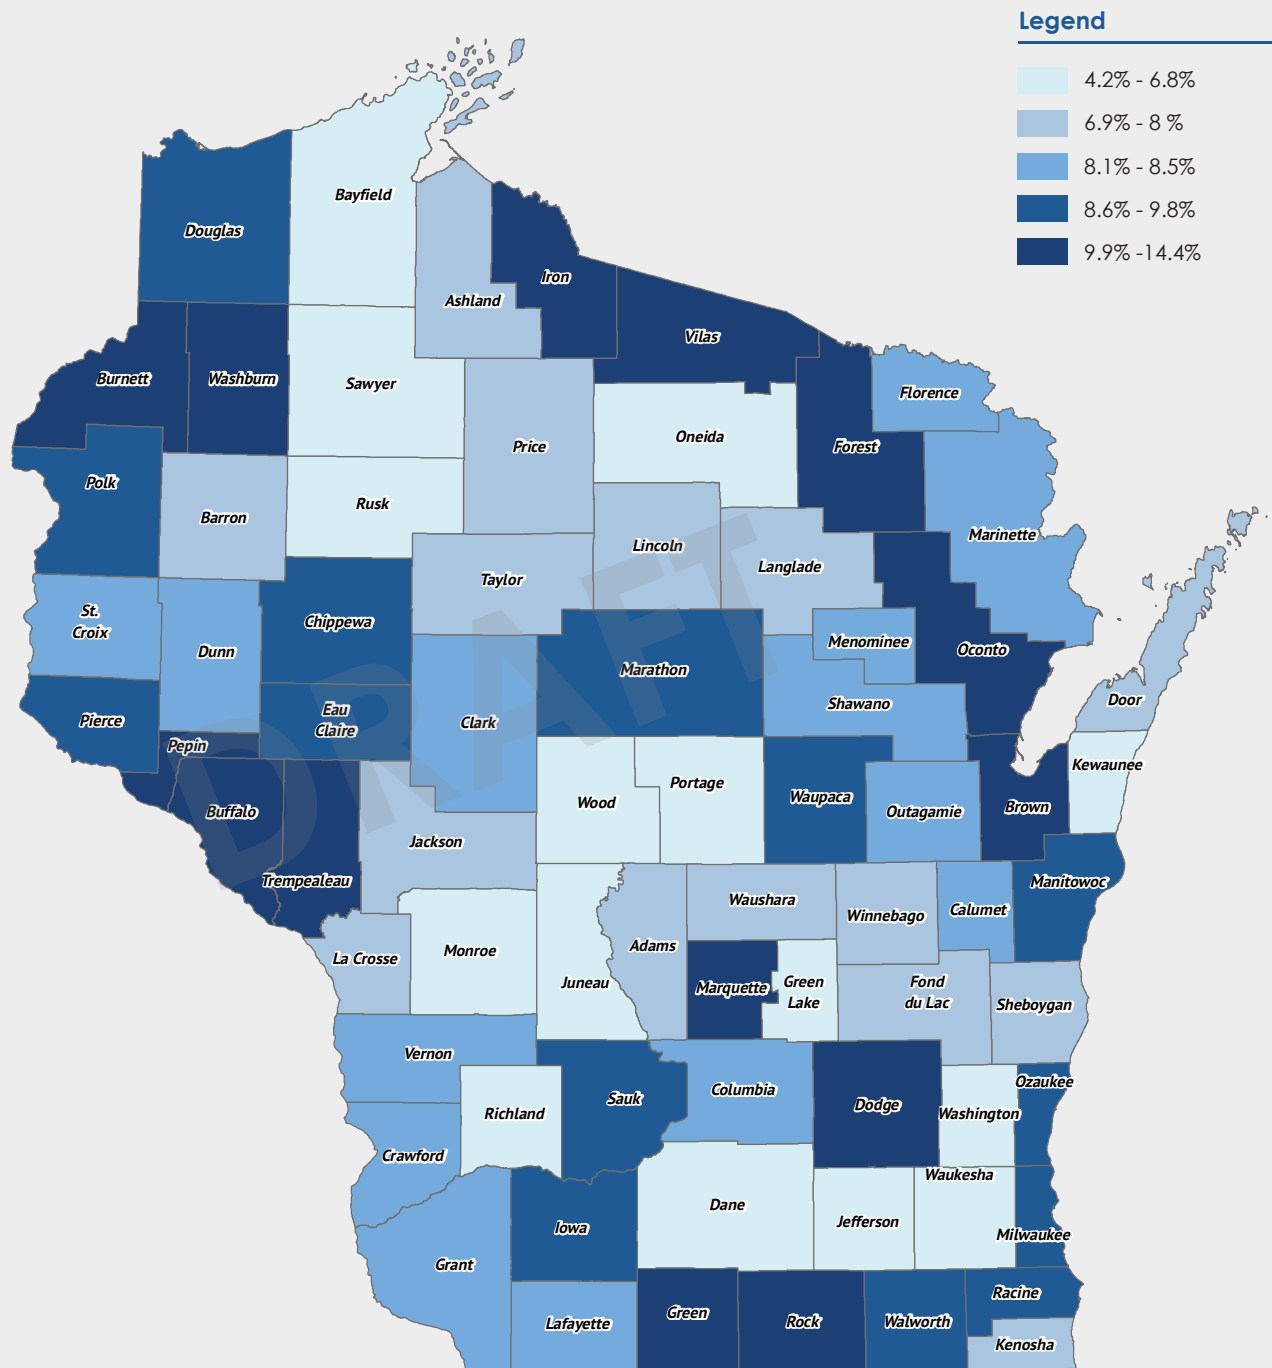 Legend
4.2% - 6.8%
6.9% - 8 %
8.1% - 8.5%
8.6% - 9.8%
9.9% -14.4%
Bayfield
Douglas
Iron
Ashland
Vilas
Burnett
Washburn
Sawyer
Florence
Oneida
Price
Forest
Polk
Rusk
Barron
Marinette
Lincoln
Langlade
Taylor
St.
Croix
Chippewa
Menominee
Dunn
Oconto
Marathon
Door
Shawano
Eau
Claire
Pierce
Clark
Pepin
Kewaunee
Portage
Waupaca
Wood
Brown
Buffalo
Outagamie
Jackson
Trempealeau
Manitowoc
Waushara
Calumet
Winnebago
Adams
Monroe
La Crosse
Juneau
Marquette
Green
Lake
Fond
du Lac
Sheboygan
Vernon
Ozaukee
Columbia
Sauk
Dodge
Richland
Washington
Crawford
Waukesha
Dane
Jefferson
Iowa
Milwaukee
Grant
Racine
Green
Rock
Walworth
Lafayette
Kenosha
DRAFT